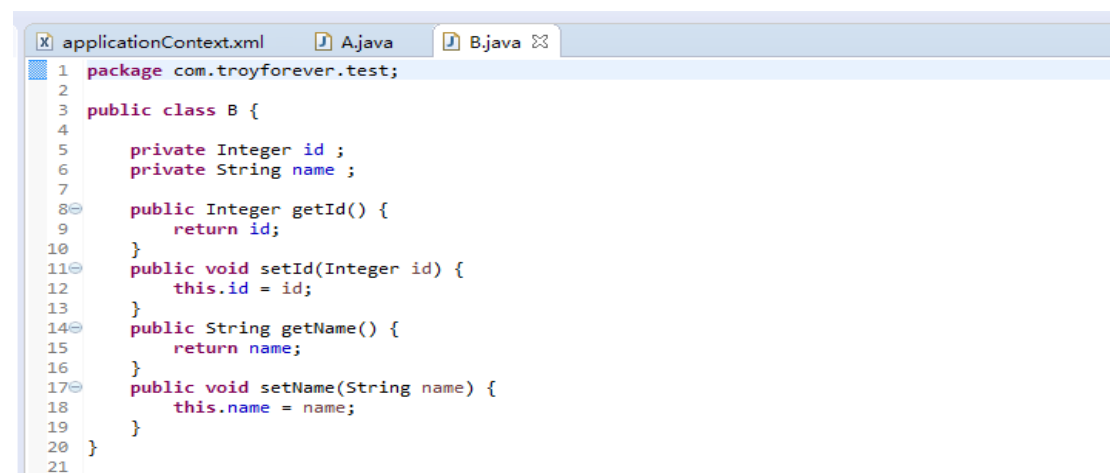 applicationContext.xml A.java B.java
1 package com.troyforever.test;
2
3 public class B {
4
5 private Integer id ;
6 private String name ;
7
8 public Integer getId() {
9 return id;
10 }
11 public void setId(Integer id) {
12 this.id = id;
13 }
14 public String getName() {
15 return name;
16 }
17 public void setName(String name) {
18 this.name = name;
19 }
20 }
21